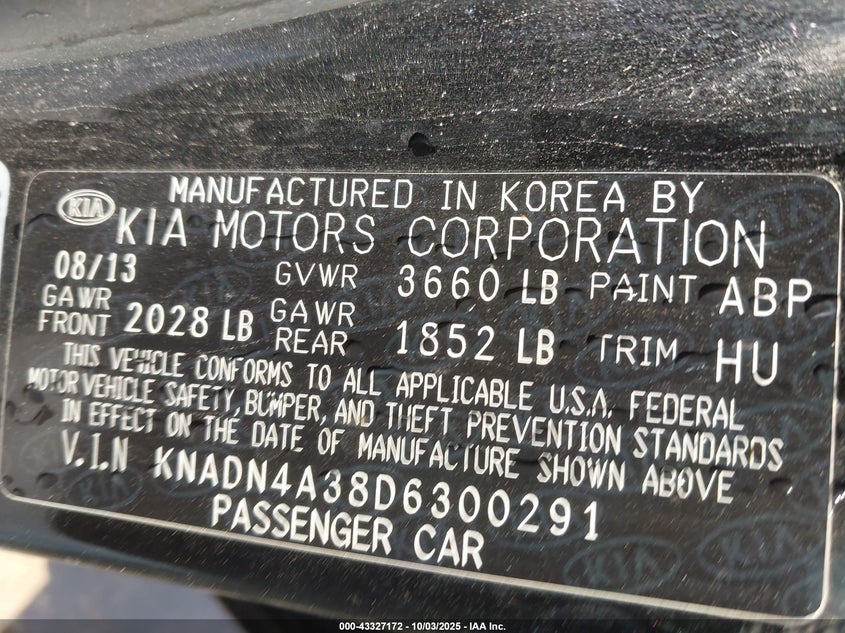 KIA
MANUFACTURED IN KOREA BY
KIA MOTORS CORPORATION
08/13 GVWR 3660 LB PAINT ABP
GAWR FRONT 2028 LB GAWR REAR 1852 LB TRIM HU
THIS VEHICLE CONFORMS TO ALL APPLICABLE U.S.A. FEDERAL
MOTOR VEHICLE SAFETY, BUMPER, AND THEFT PREVENTION STANDARDS
IN EFFECT ON THE DATE OF MANUFACTURE SHOWN ABOVE
V.I.N KNADN4A38D6300291
PASSENGER CAR
000-43327172 - 10/03/2025 - IAA Inc.